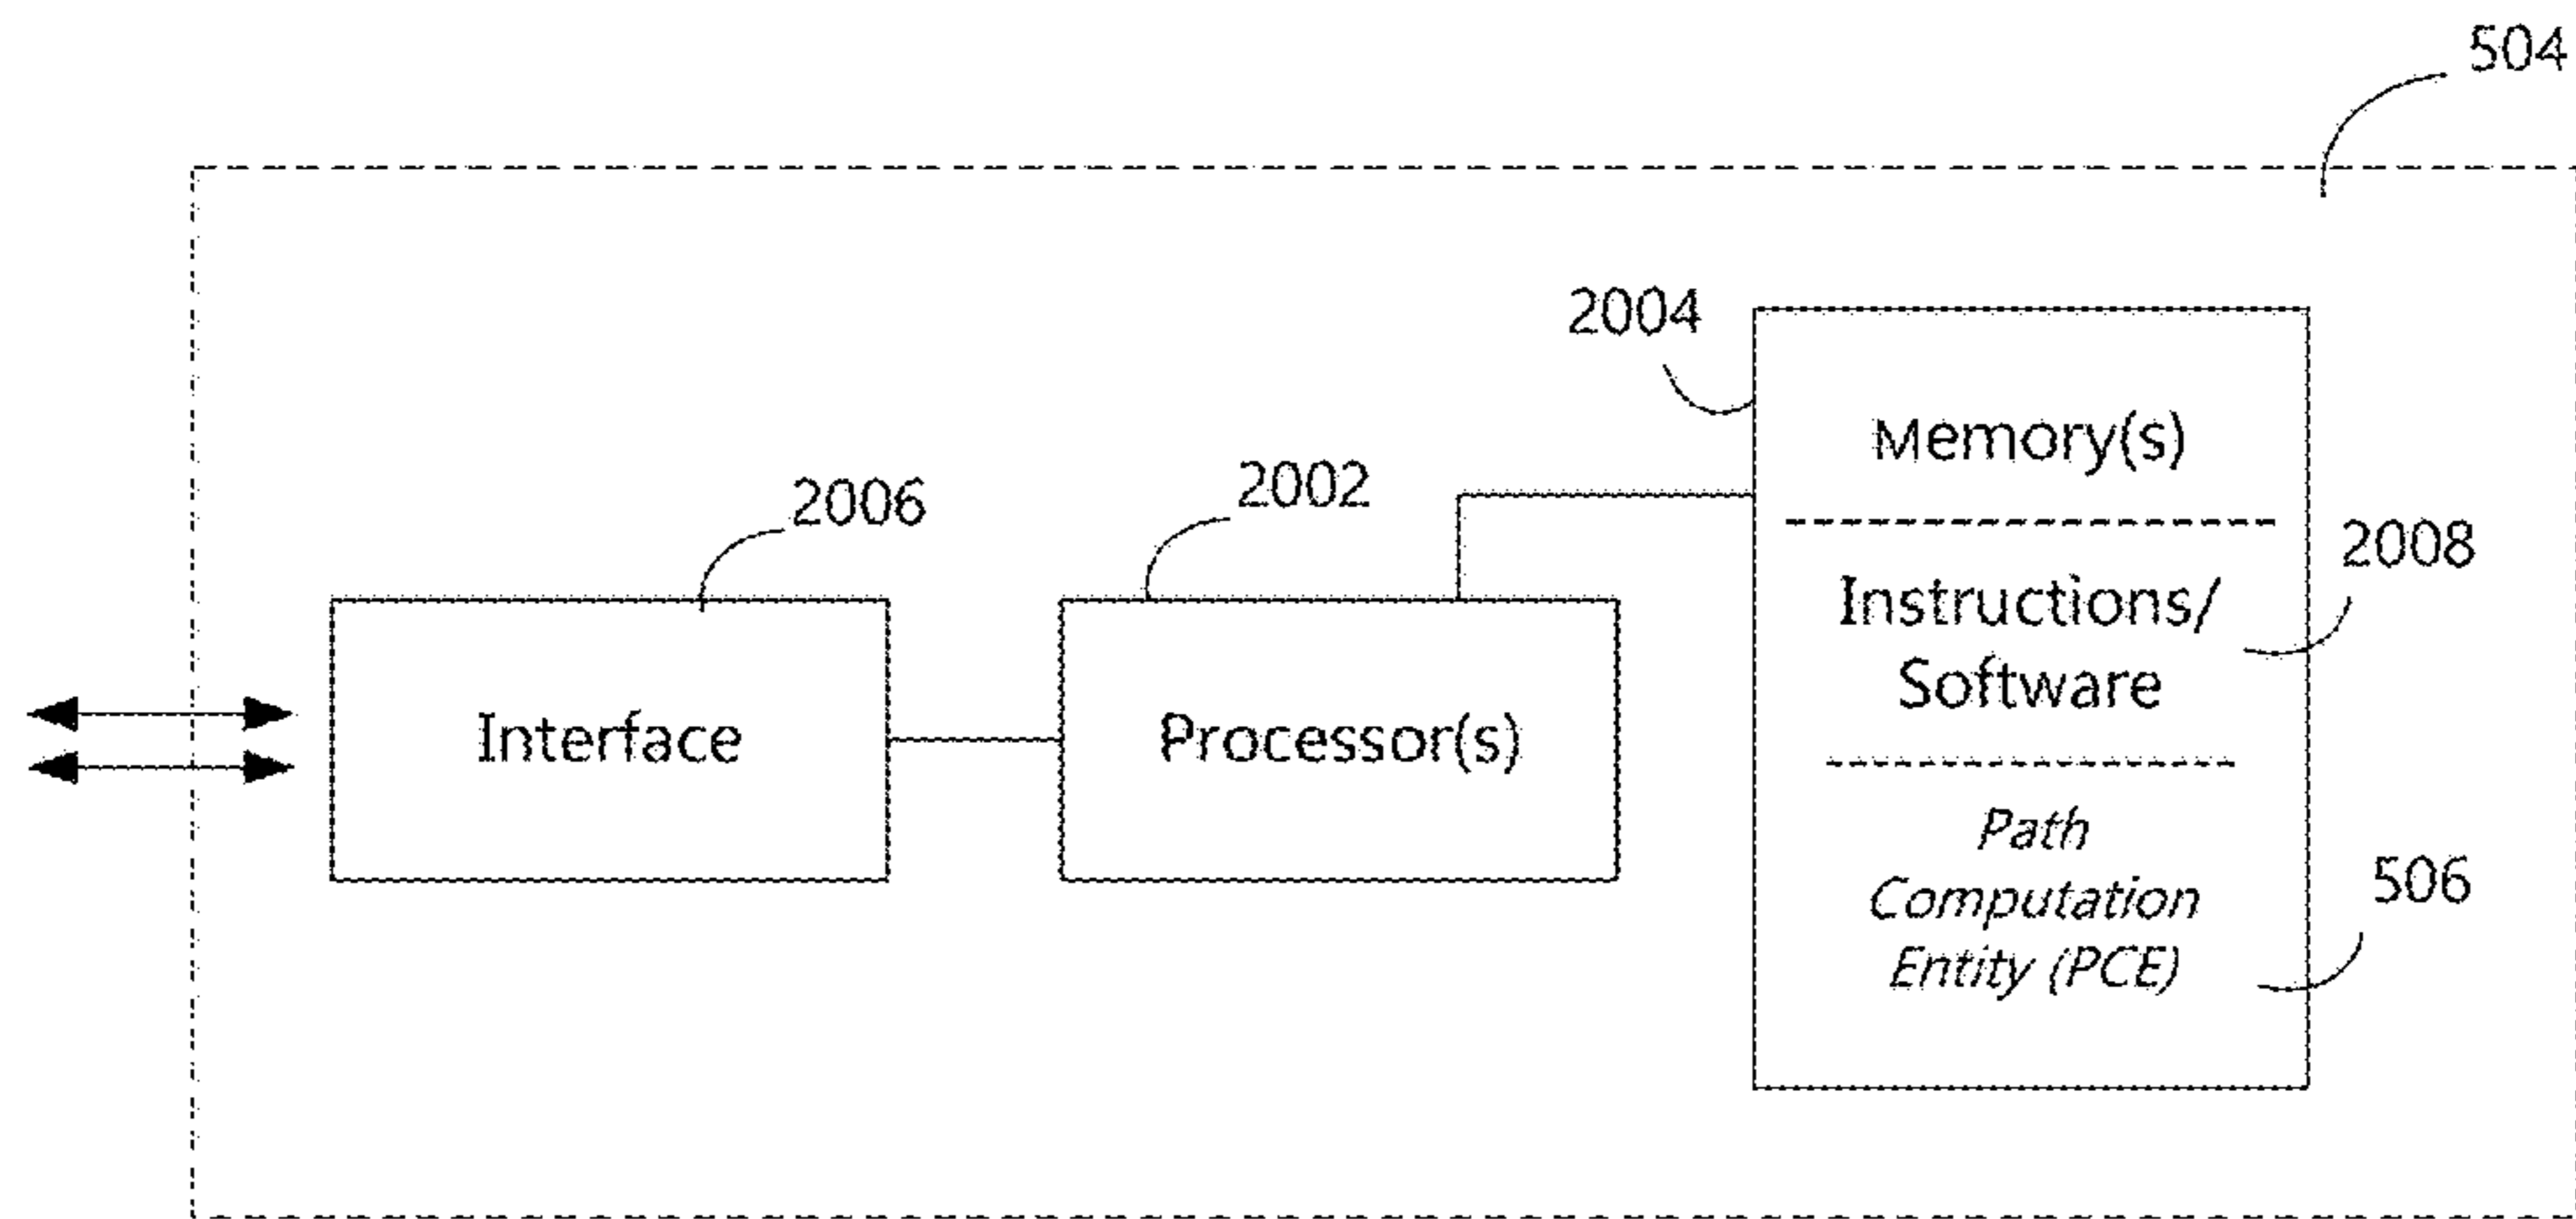 504
2004
Memory(s)
2006
2002
2008
Instructions/
Software
Interface
Processor(s)
Path
Computation
Entity (PCE)
506